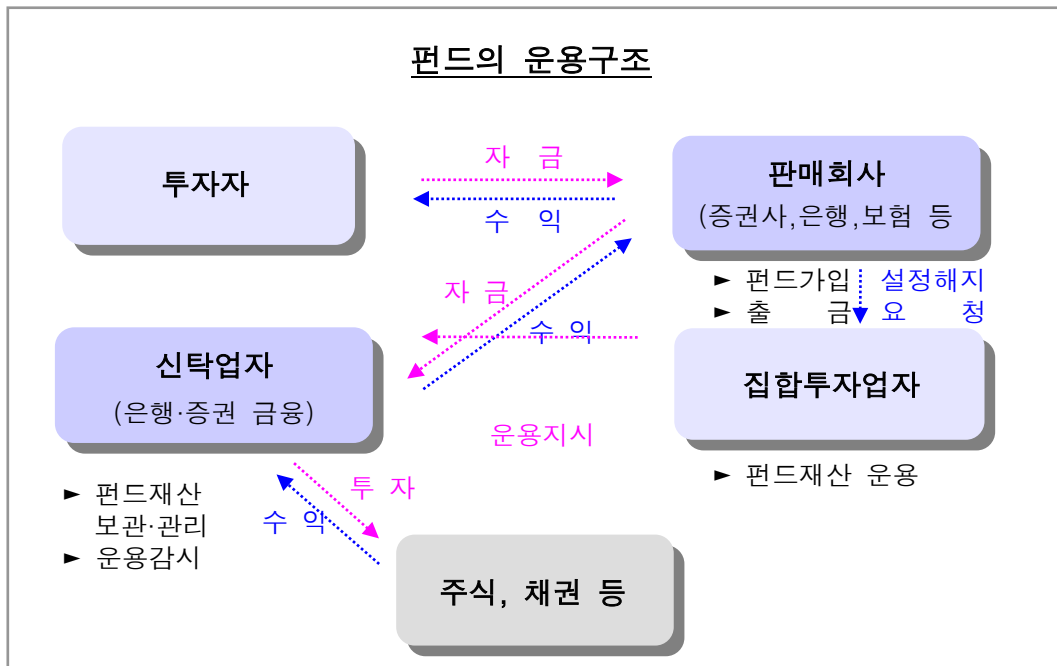 펀드의 운용구조
투자자
자 금
수 익
판매회사
(증권사,은행,보험 등
► 펀드가입
► 출 금
설정해지
요 청
자 금
수 익
신탁업자
(은행·증권 금융)
집합투자업자
운용지시
► 펀드재산 운용
► 펀드재산
보관·관리
► 운용감시
투 자
수 익
주식, 채권 등